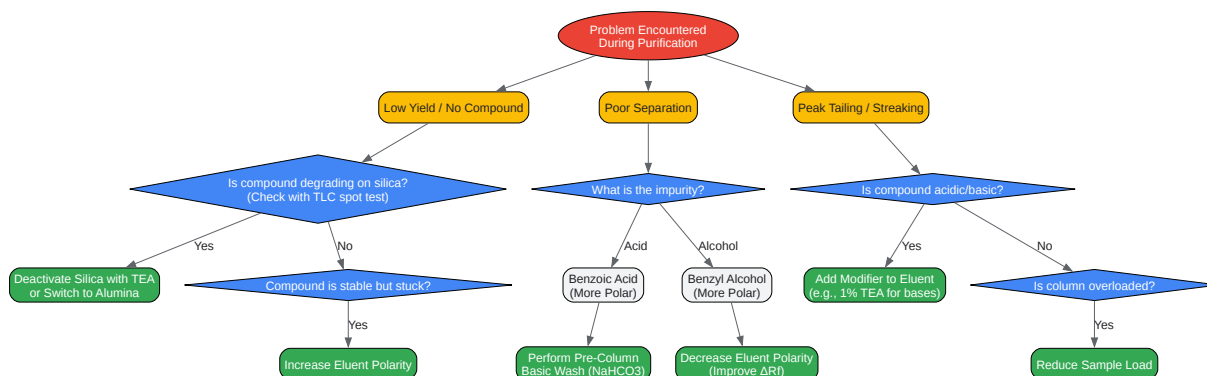 Problem Encountered
During Purification
Low Yield / No Compound
Poor Separation
Peak Tailing / Streaking
Is compound degrading on silica?
(Check with TLC spot test)
What is the impurity?
Is compound acidic/basic?
Yes
No
Acid
Alcohol
Yes
No
Deactivate Silica with TEA
or Switch to Alumina
Compound is stable but stuck?
Benzoic Acid
(More Polar)
Benzyl Alcohol
(More Polar)
Add Modifier to Eluent
(e.g., 1% TEA for bases)
Is column overloaded?
Yes
Yes
Increase Eluent Polarity
Perform Pre-Column
Basic Wash (NaHCO3)
Decrease Eluent Polarity
(Improve ΔRf)
Reduce Sample Load